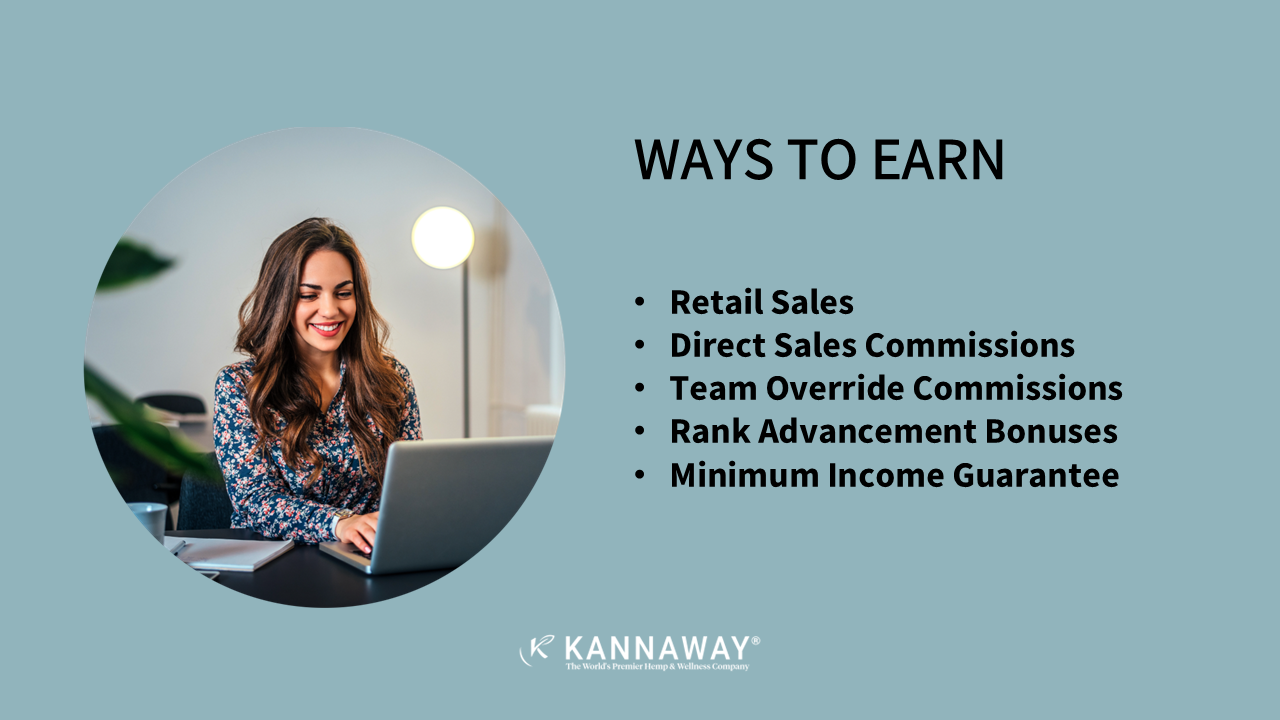 WAYS TO EARN
• Retail Sales
• Direct Sales Commissions
• Team Override Commissions
• Rank Advancement Bonuses
• Minimum Income Guarantee
KANNAWAY®
The World's Premier Hemp & Wellness Company